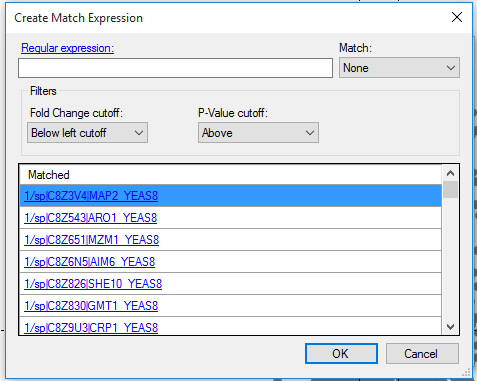 Create Match Expression
Regular expression: Match:
None
Filters
Fold Change cutoff: P-Value cutoff:
Below left cutoff Above
Matched
1/sp|C8Z3V4|MAP2_YEAS8
1/sp|C8Z543|ARO1_YEAS8
1/sp|C8Z651|MZM1_YEAS8
1/sp|C8Z6N5|AIM6_YEAS8
1/sp|C8Z826|SHE10_YEAS8
1/sp|C8Z830|GMT1_YEAS8
1/sp|C8Z9U3|CRP1_YEAS8
OK Cancel